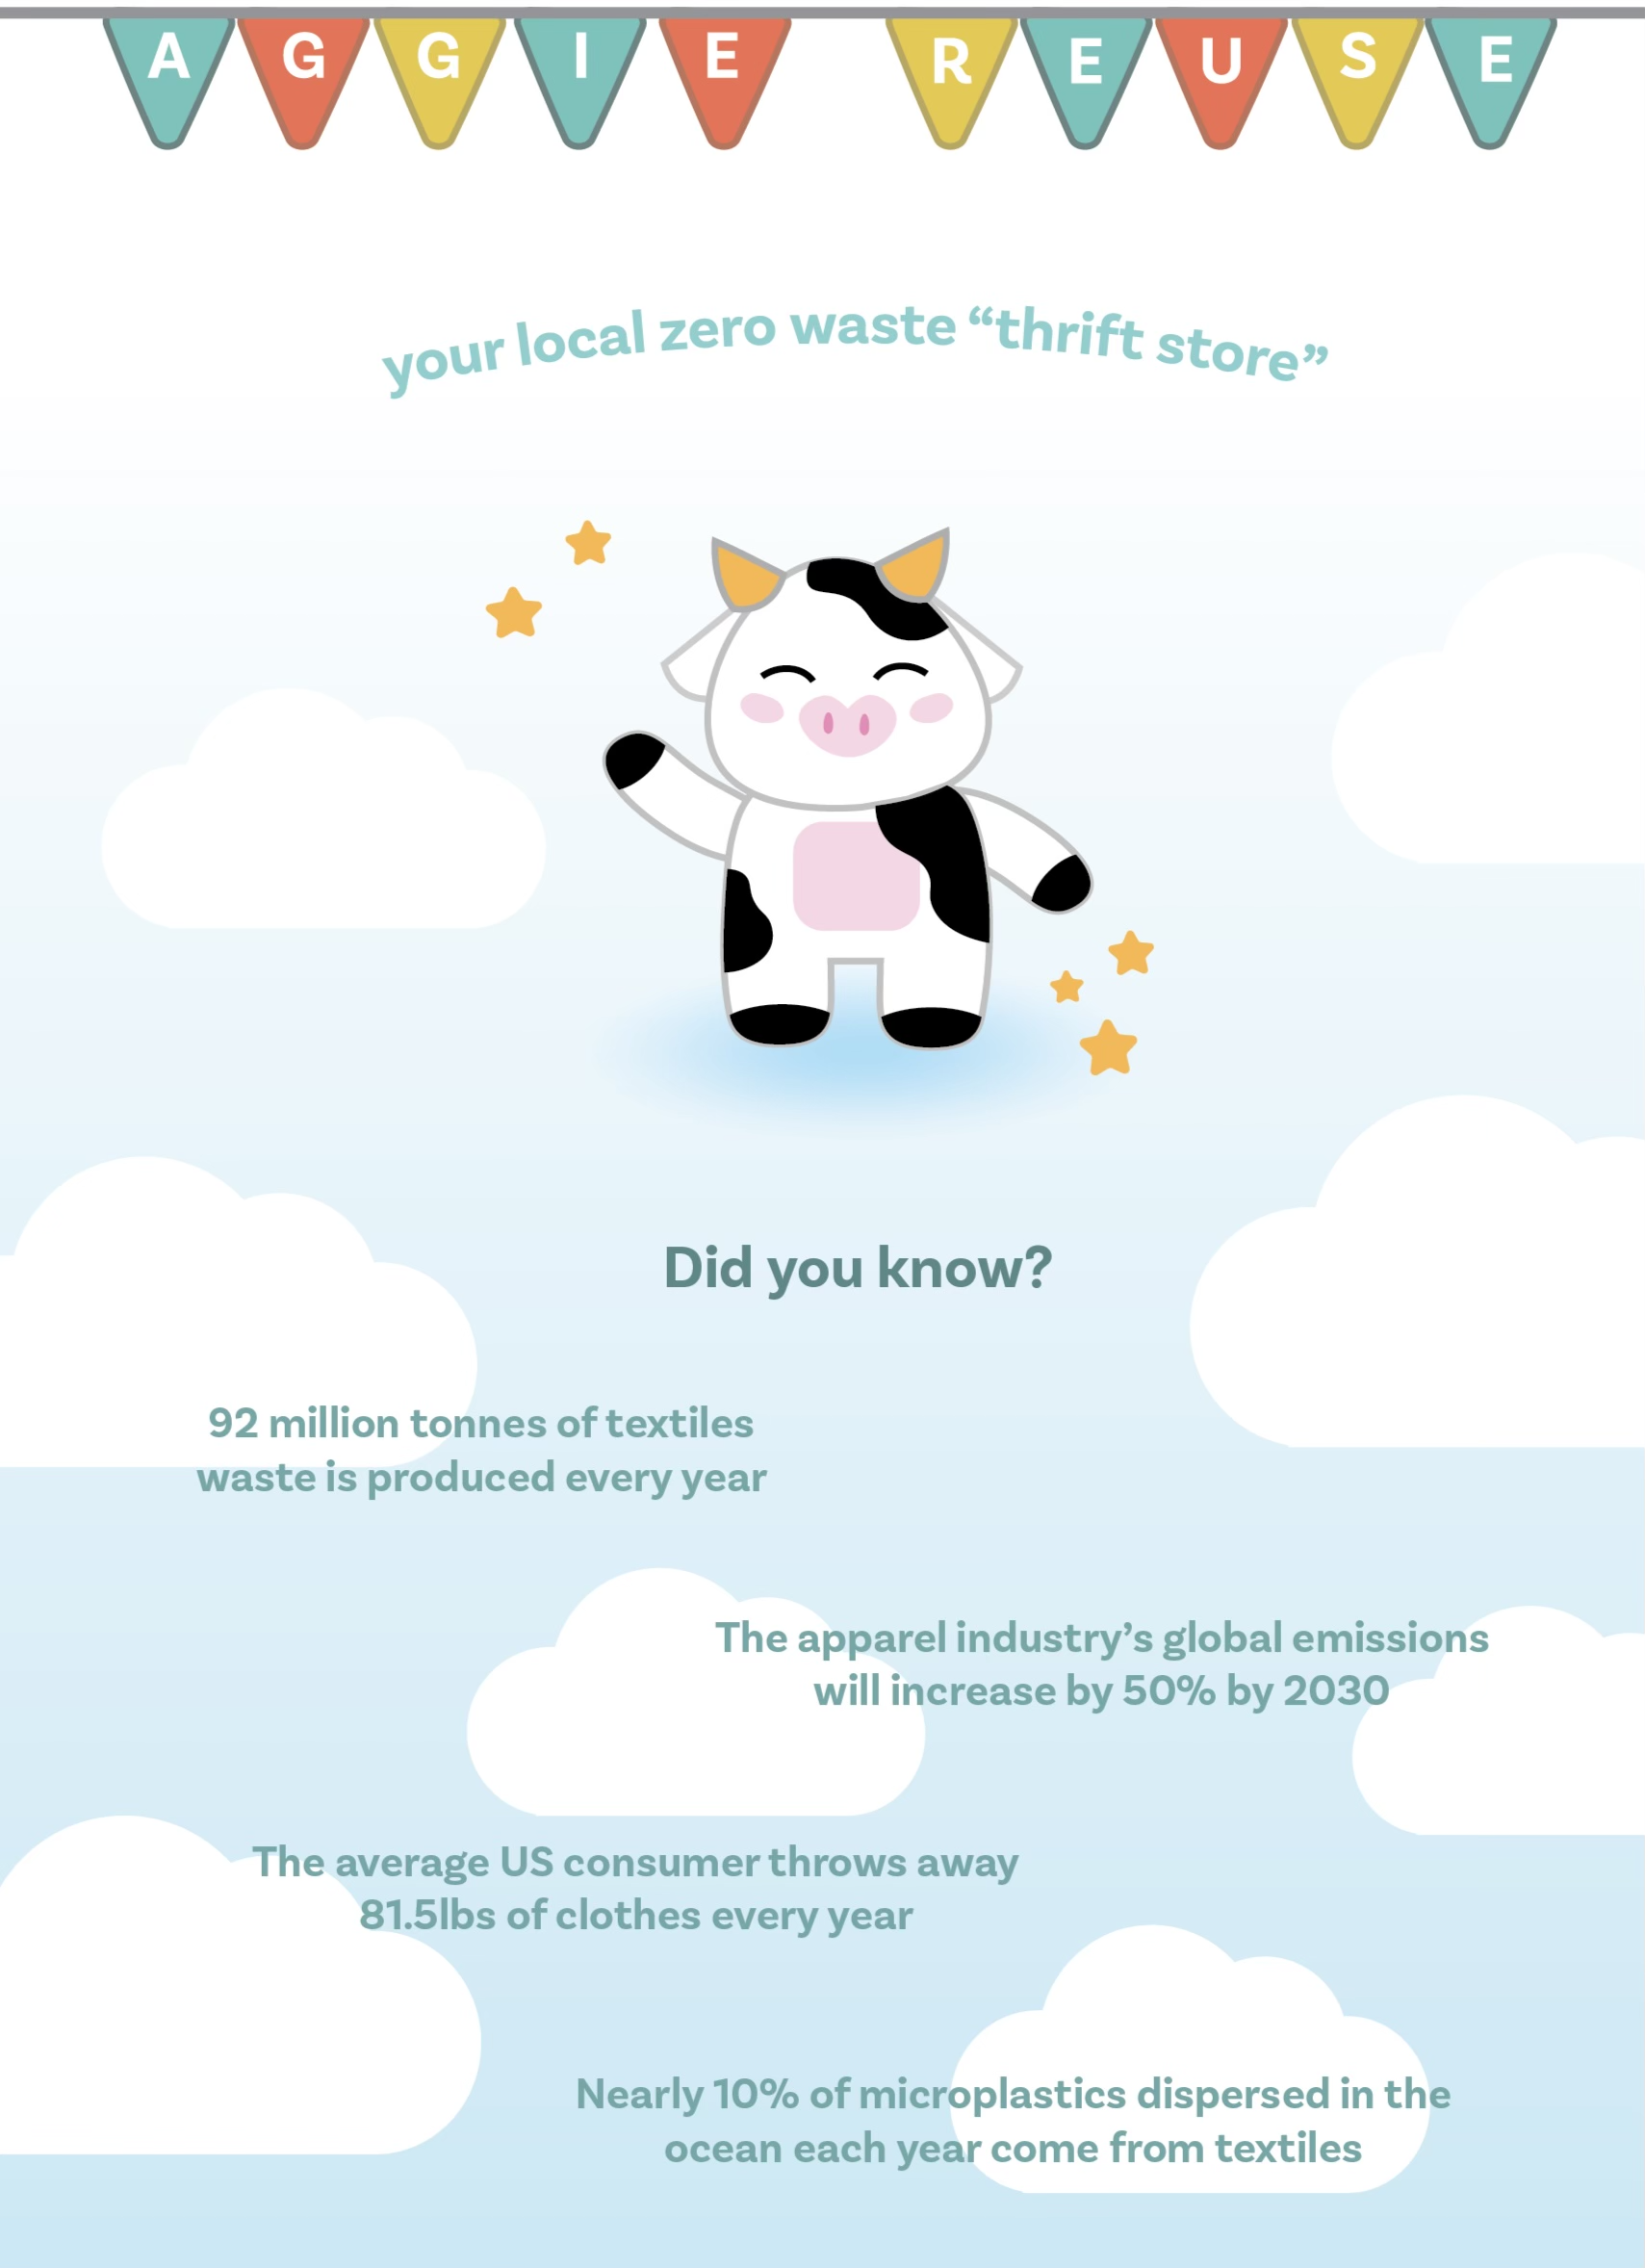 AGGIE REUSE
your local zero waste “thrift store”
Did you know?
92 million tonnes of textiles
waste is produced every year
The apparel industry’s global emissions
will increase by 50% by 2030
The average US consumer throws away
81.5lbs of clothes every year
Nearly 10% of microplastics dispersed in the
ocean each year come from textiles